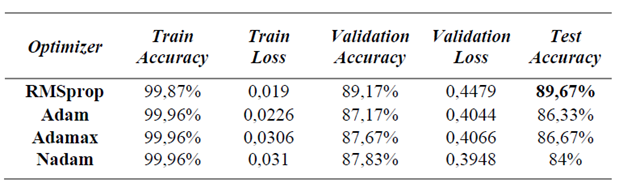 Optimizer Train Accuracy Train Loss Validation Accuracy Validation Loss Test Accuracy
RMSprop 99,87% 0,019 89,17% 0,4479 89,67%
Adam 99,96% 0,0226 87,17% 0,4044 86,33%
Adamax 99,96% 0,0306 87,67% 0,4066 86,67%
Nadam 99,96% 0,031 87,83% 0,3948 84%